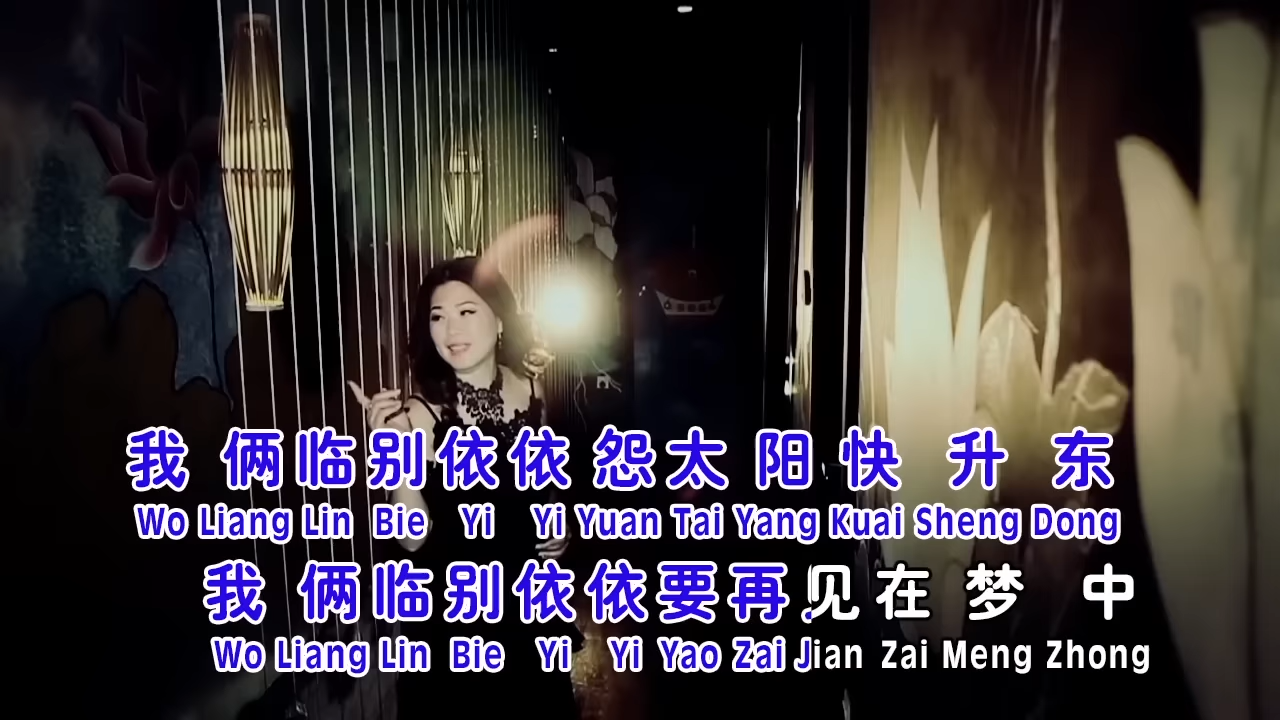 我 俩 临 别 依 依 怨 太 阳 快 升 东
Wo Liang Lin Bie Yi Yi Yuan Tai Yang Kuai Sheng Dong
我 俩 临 别 依 依 要 再 见 在 梦 中
Wo Liang Lin Bie Yi Yi Yao Zai Jian Zai Meng Zhong